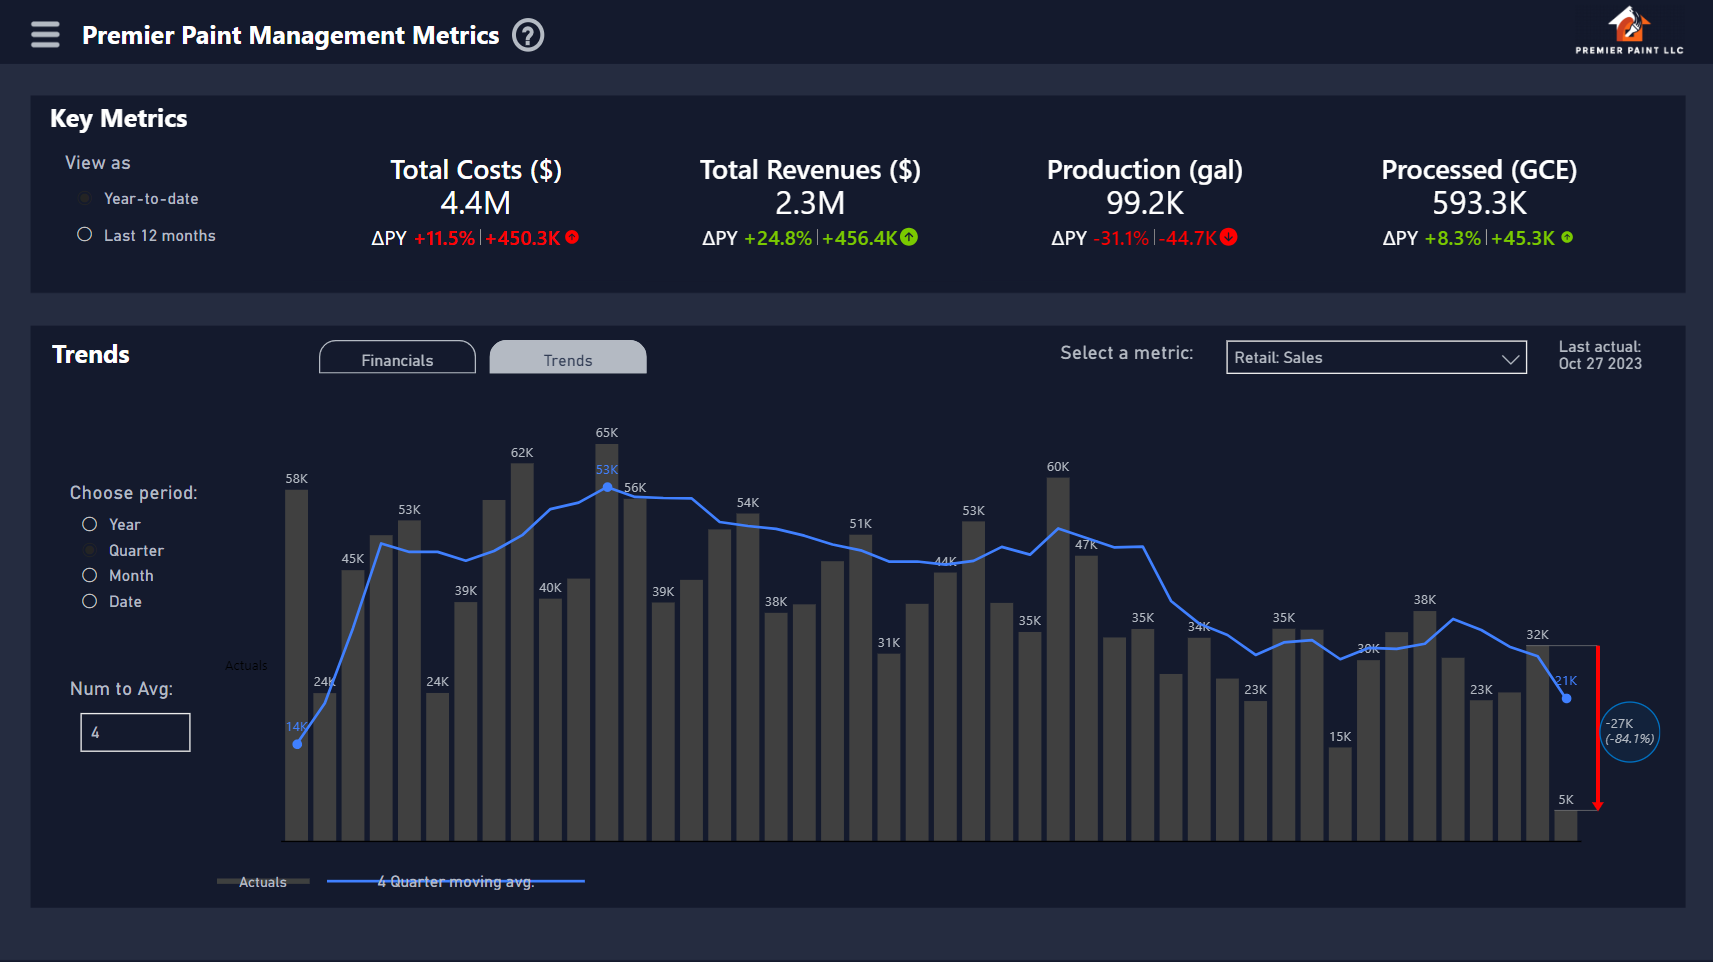 Premier Paint Management Metrics ?
PREMIER PAINT LLC
Key Metrics
View as
Year-to-date
Last 12 months
Total Costs ($)
4.4M
ΔPY +11.5% +450.3K
Total Revenues ($)
2.3M
ΔPY +24.8% +456.4K
Production (gal)
99.2K
ΔPY -31.1% -44.7K
Processed (GCE)
593.3K
ΔPY +8.3% +45.3K
Trends
Financials
Trends
Select a metric:
Retail: Sales
Last actual:
Oct 27 2023
Choose period:
Year
Quarter
Month
Date
Num to Avg:
4
Actuals
58K
14K
24K
45K
53K
24K
39K
62K
40K
65K
53K
56K
39K
54K
38K
51K
31K
44K
53K
35K
60K
47K
35K
34K
23K
35K
15K
30K
38K
23K
32K
21K
5K
-27K
(-84.1%)
Actuals
4 Quarter moving avg.